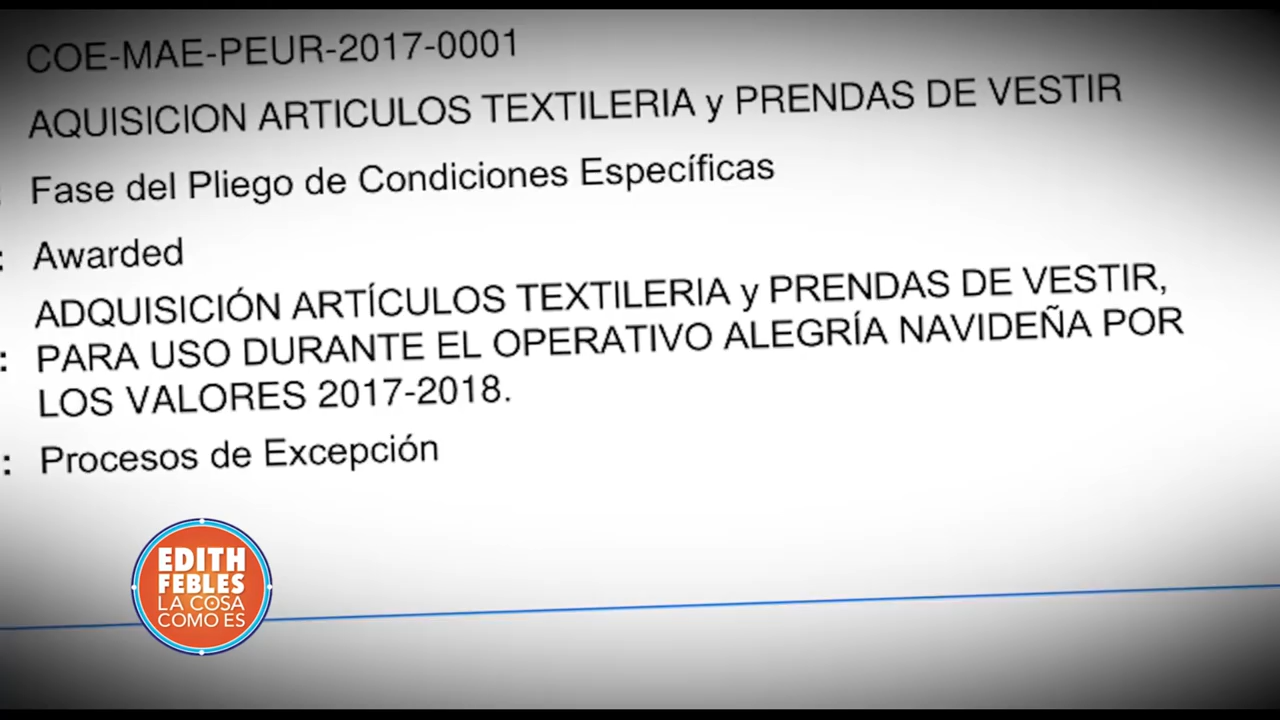 COE-MAE-PEUR-2017-0001
AQUISICION ARTICULOS TEXTILERIA y PRENDAS DE VESTIR
: Fase del Pliego de Condiciones Específicas
: Awarded
ADQUISICIÓN ARTÍCULOS TEXTILERIA y PRENDAS DE VESTIR,
: PARA USO DURANTE EL OPERATIVO ALEGRÍA NAVIDEÑA POR
LOS VALORES 2017-2018.
: Procesos de Excepción
EDITH
FEBLES
LA COSA
COMO ES